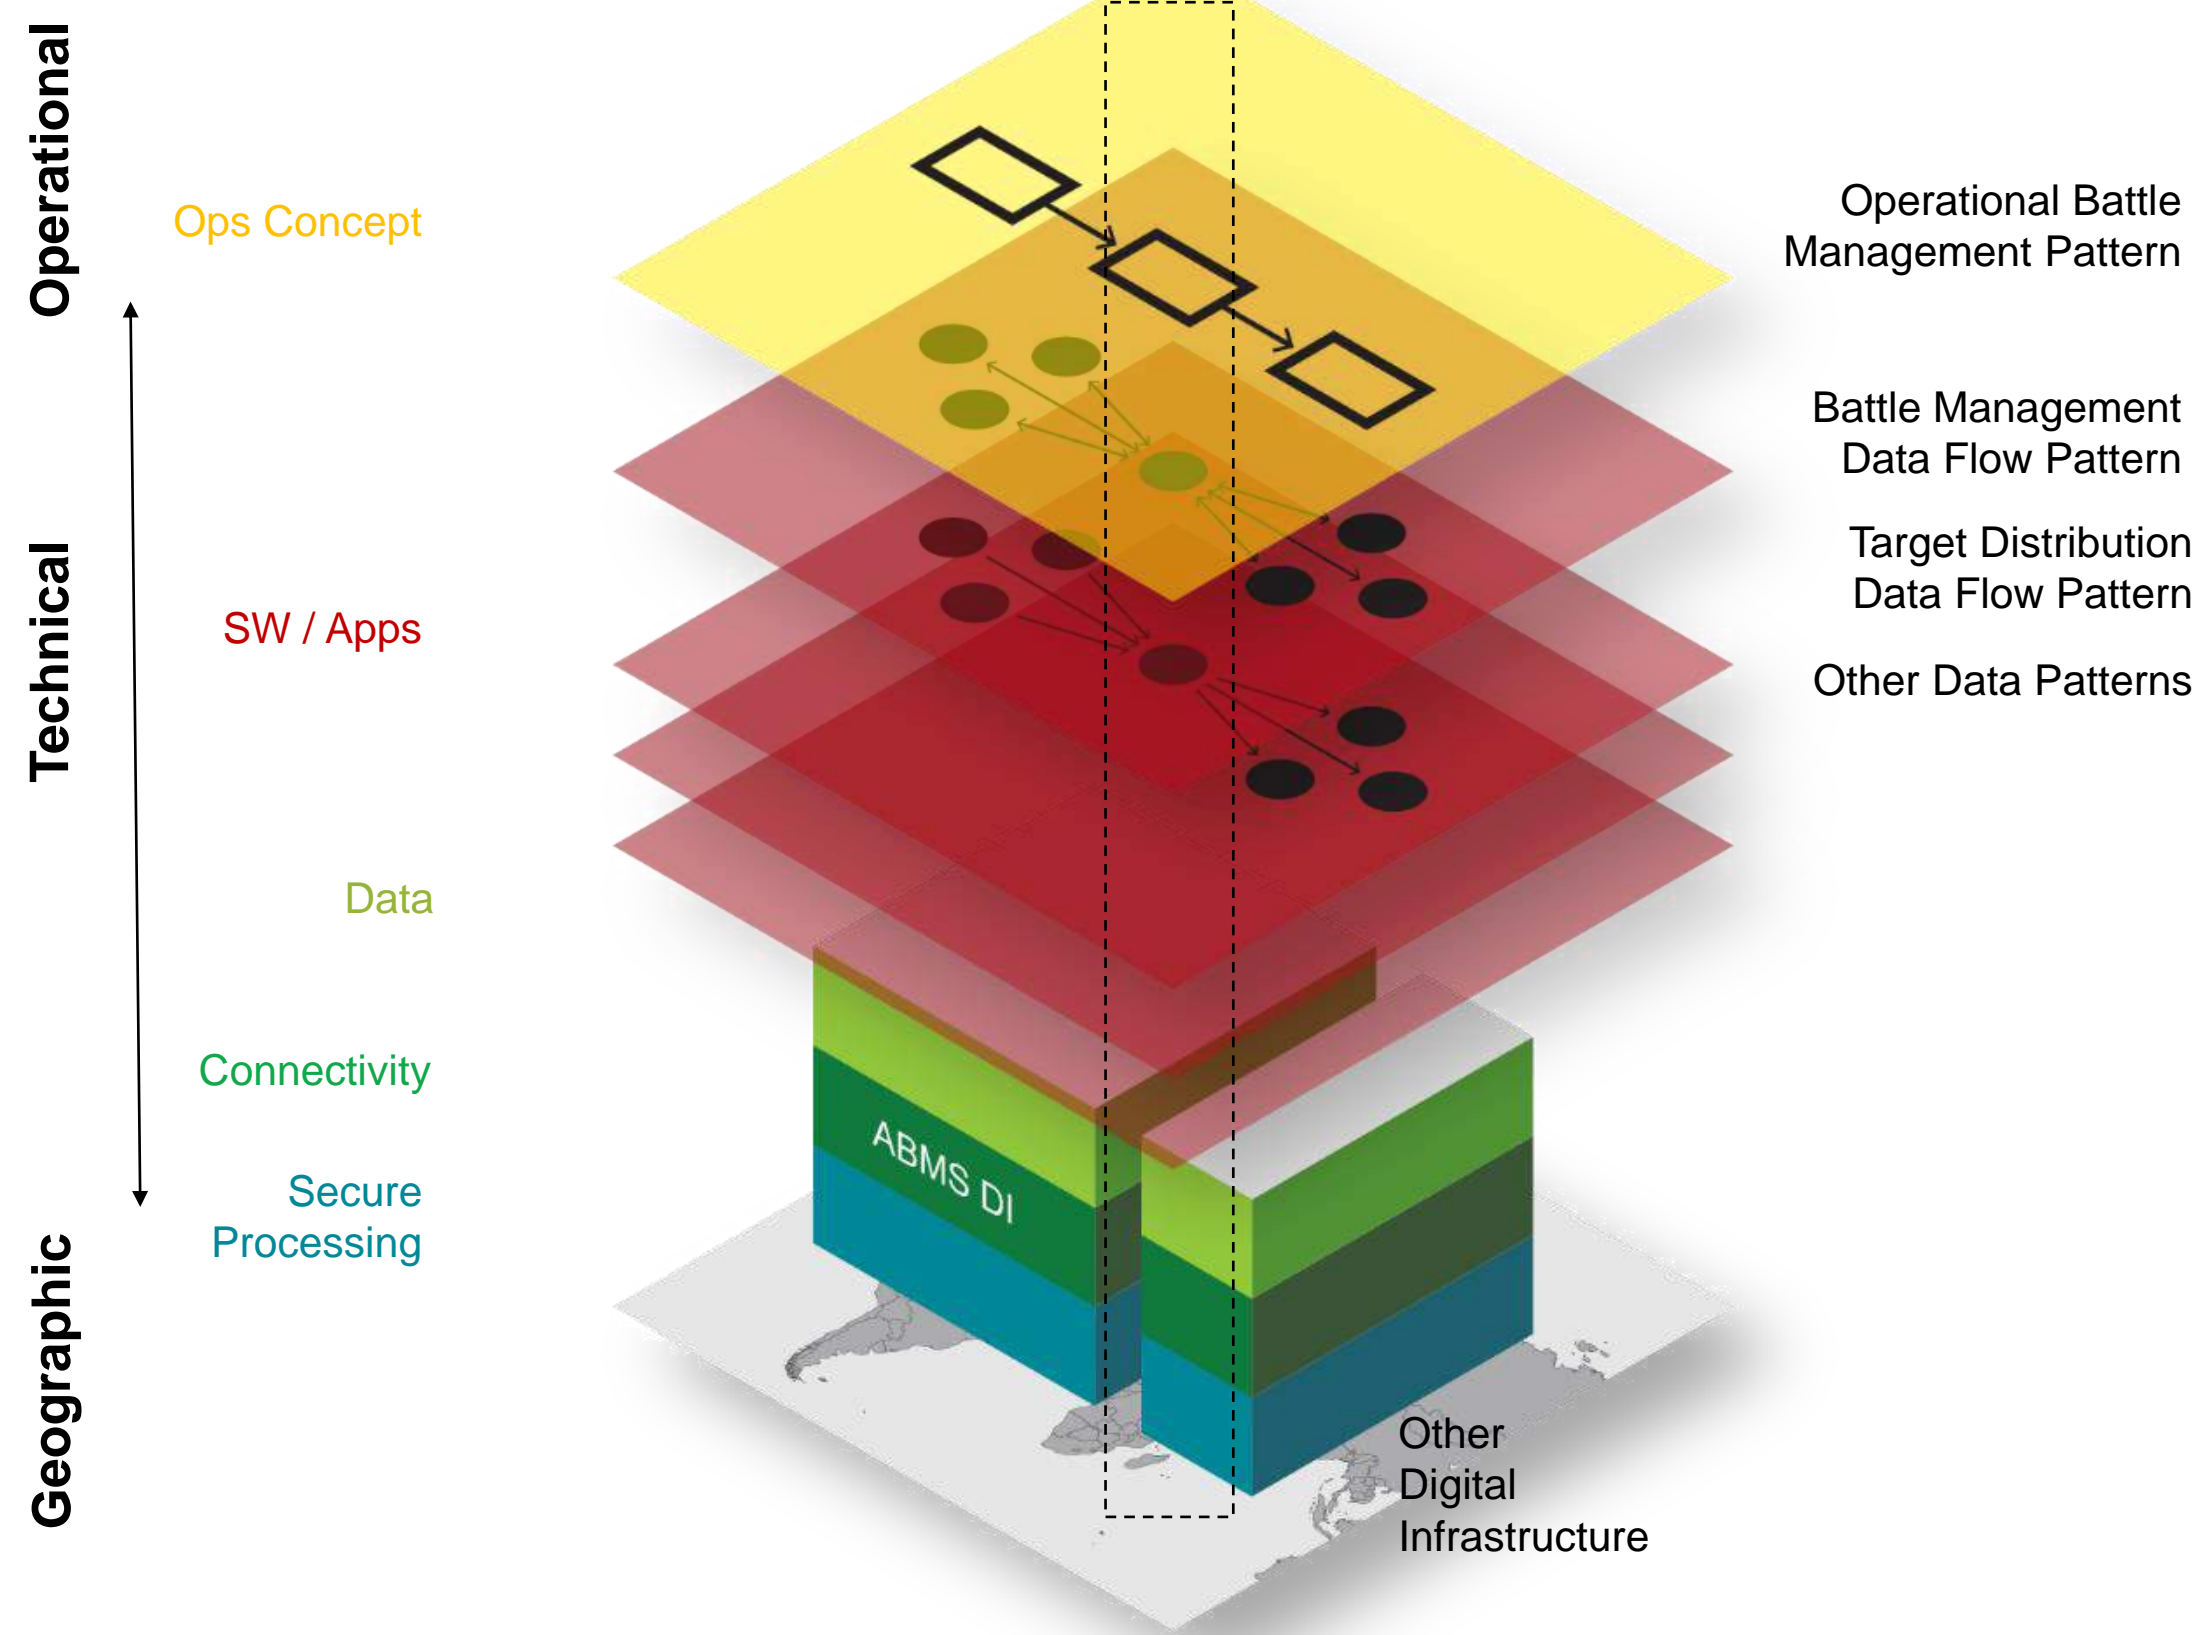 Operational
Technical
Geographic
Ops Concept
SW / Apps
Data
Connectivity
Secure
Processing
ABMS DI
Operational Battle
Management Pattern
Battle Management
Data Flow Pattern
Target Distribution
Data Flow Pattern
Other Data Patterns
Other
Digital
Infrastructure